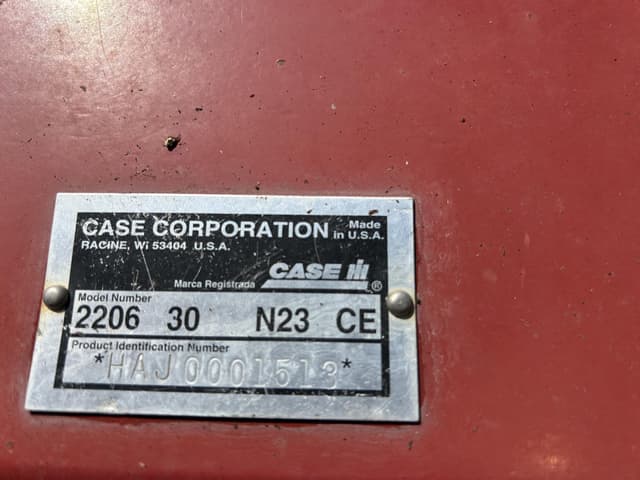 CASE CORPORATION Made in U.S.A.
RACINE, Wi 53404 U.S.A.
Marca Registrada CASE IH ®
Model Number
2206 30 N23 CE
Product Identification Number
*HAJ0001513*